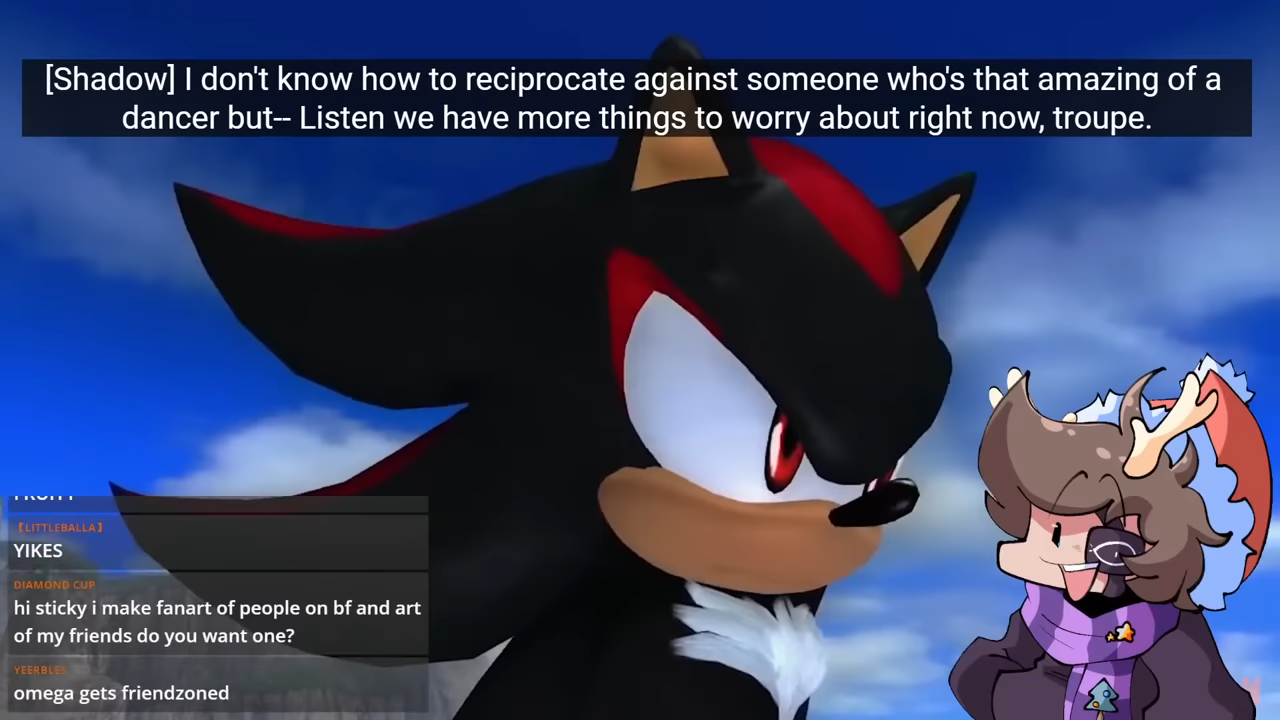 [Shadow] I don't know how to reciprocate against someone who's that amazing of a
dancer but-- Listen we have more things to worry about right now, troupe.
【LITTLEBALLA】
YIKES
DIAMOND CUP
hi sticky i make fanart of people on bf and art
of my friends do you want one?
YEERBLES
omega gets friendzoned